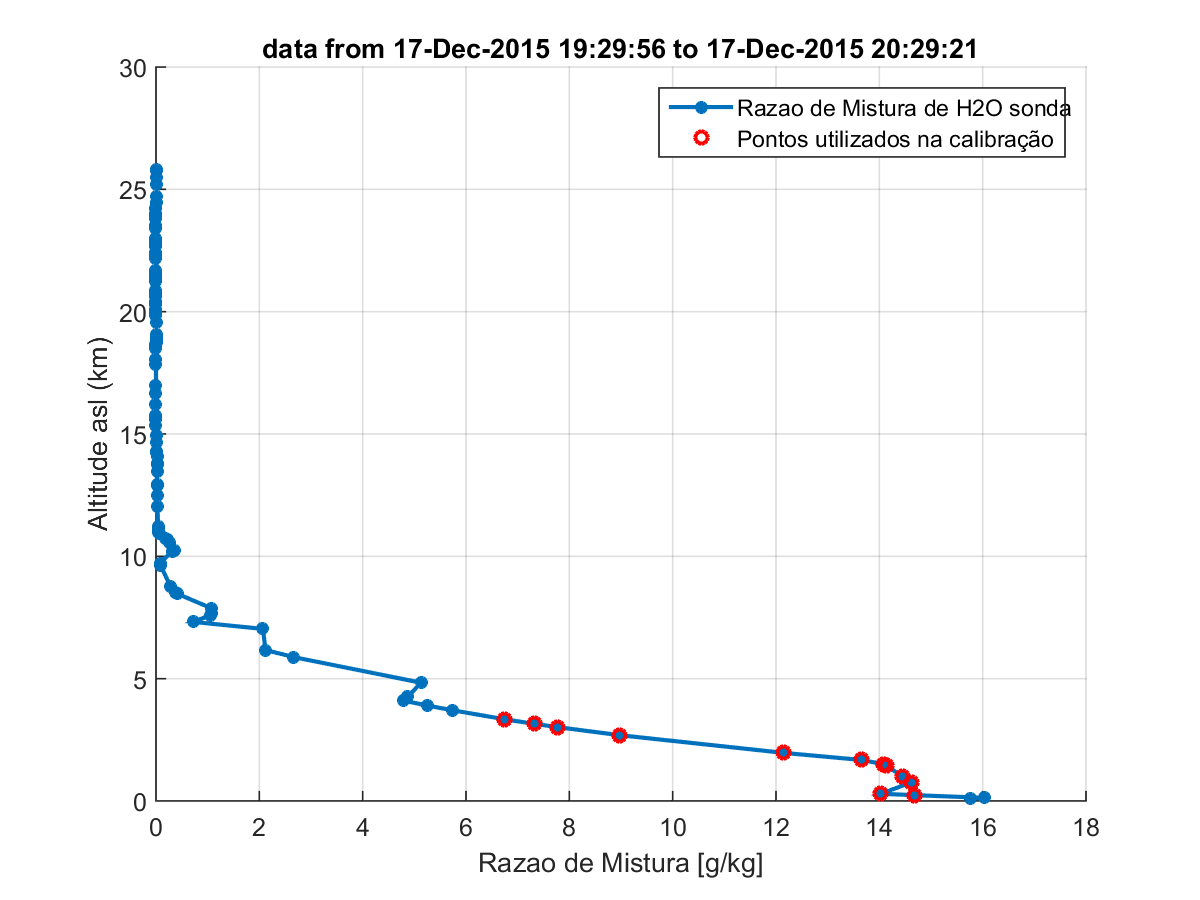 data from 17-Dec-2015 19:29:56 to 17-Dec-2015 20:29:21
30
Razao de Mistura de H2O sonda
Pontos utilizados na calibração
25
20
15
10
5
0
Altitude asl (km)
0 2 4 6 8 10 12 14 16 18
Razao de Mistura [g/kg]